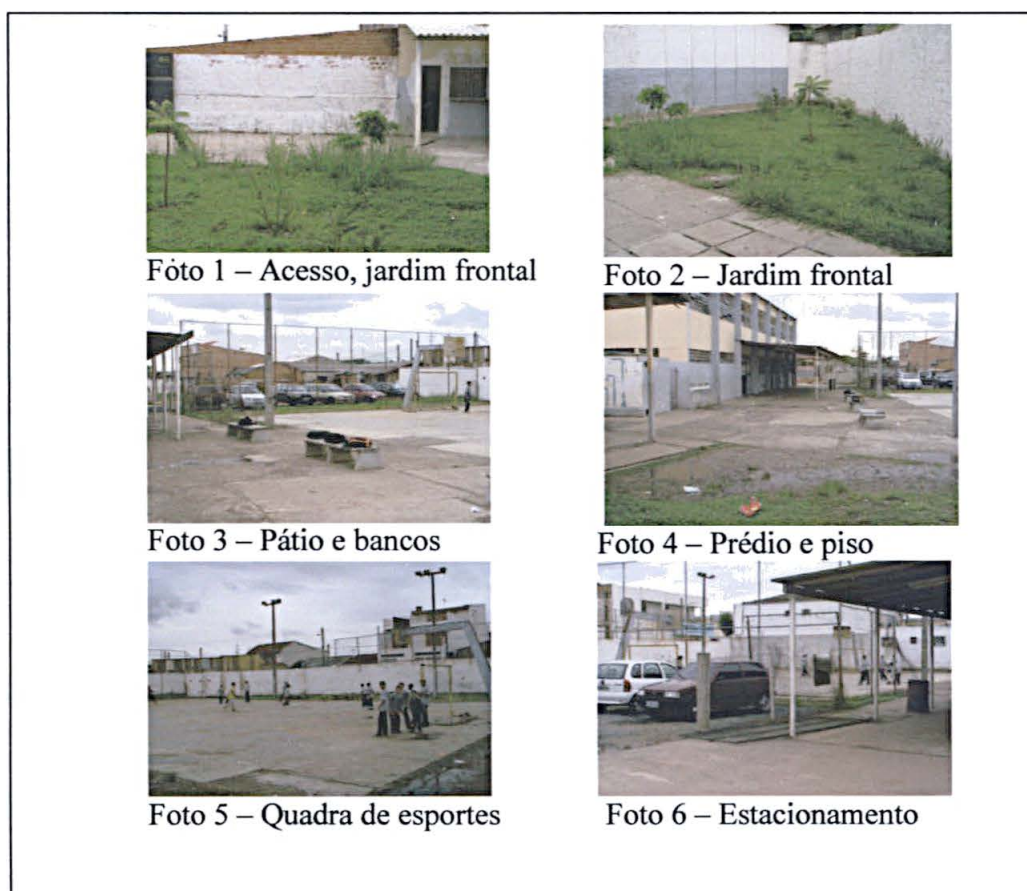 Foto 1 – Acesso, jardim frontal
Foto 2 – Jardim frontal
Foto 3 – Pátio e bancos
Foto 4 – Prédio e piso
Foto 5 – Quadra de esportes
Foto 6 – Estacionamento